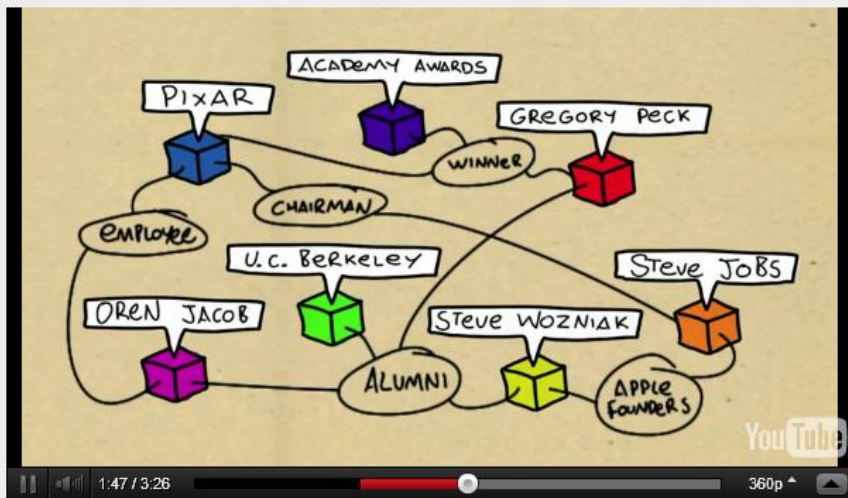 ACADEMY AWARDS
PIXAR
GREGORY PECK
WINNER
CHAIRMAN
EMPLOYEE
U.C. BERKELEY
STEVE JOBS
OREN JACOB
STEVE WOZNIAK
ALUMNI
APPLE
FOUNDERS
YouTube
1:47 / 3:26
360p